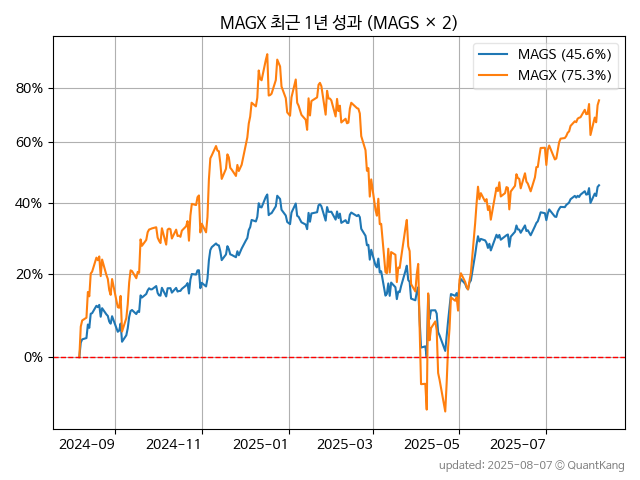 MAGX 최근 1년 성과 (MAGS × 2)
MAGS (45.6%)
MAGX (75.3%)
80%
60%
40%
20%
0%
2024-09
2024-11
2025-01
2025-03
2025-05
2025-07
updated: 2025-08-07 © QuantKang